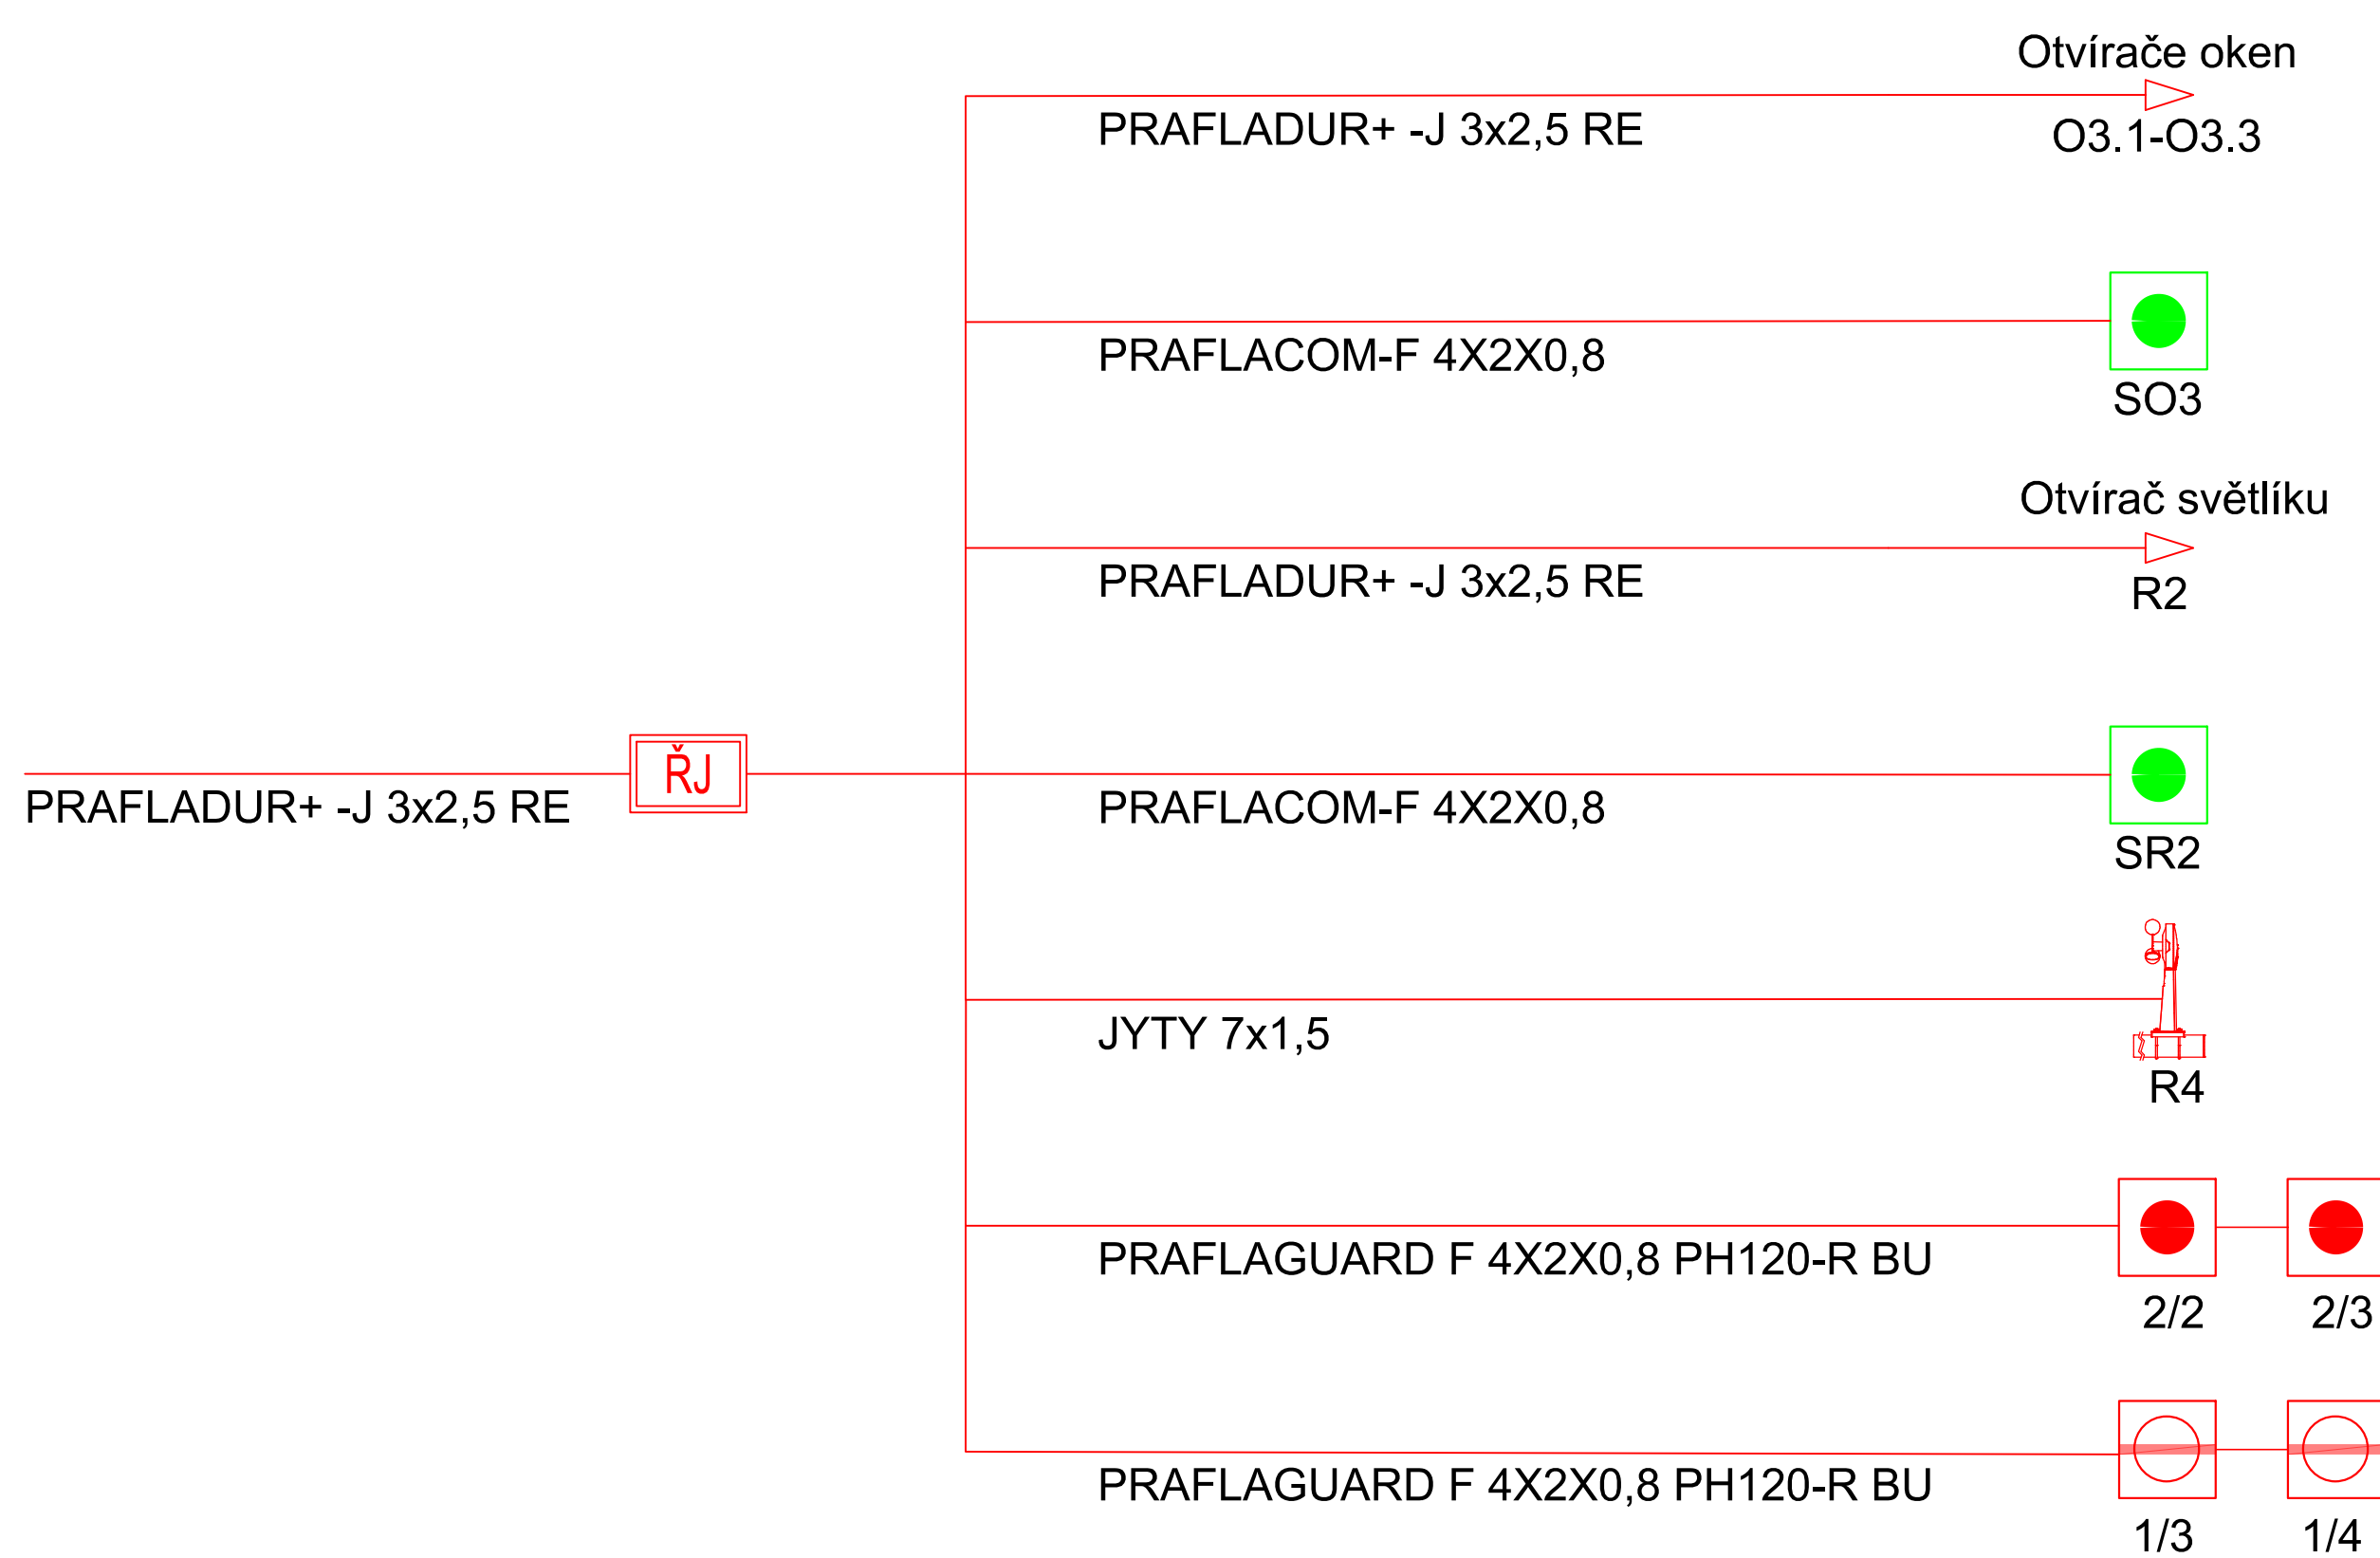 Otvírače oken
PRAFLADUR+ -J 3x2,5 RE
O3.1-O3.3
PRAFLACOM-F 4X2X0,8
SO3
Otvírač světlíku
PRAFLADUR+ -J 3x2,5 RE
R2
ŘJ
PRAFLADUR+ -J 3x2,5 RE
PRAFLACOM-F 4X2X0,8
SR2
JYTY 7x1,5
R4
PRAFLAGUARD F 4X2X0,8 PH120-R BU
2/2
2/3
PRAFLAGUARD F 4X2X0,8 PH120-R BU
1/3
1/4